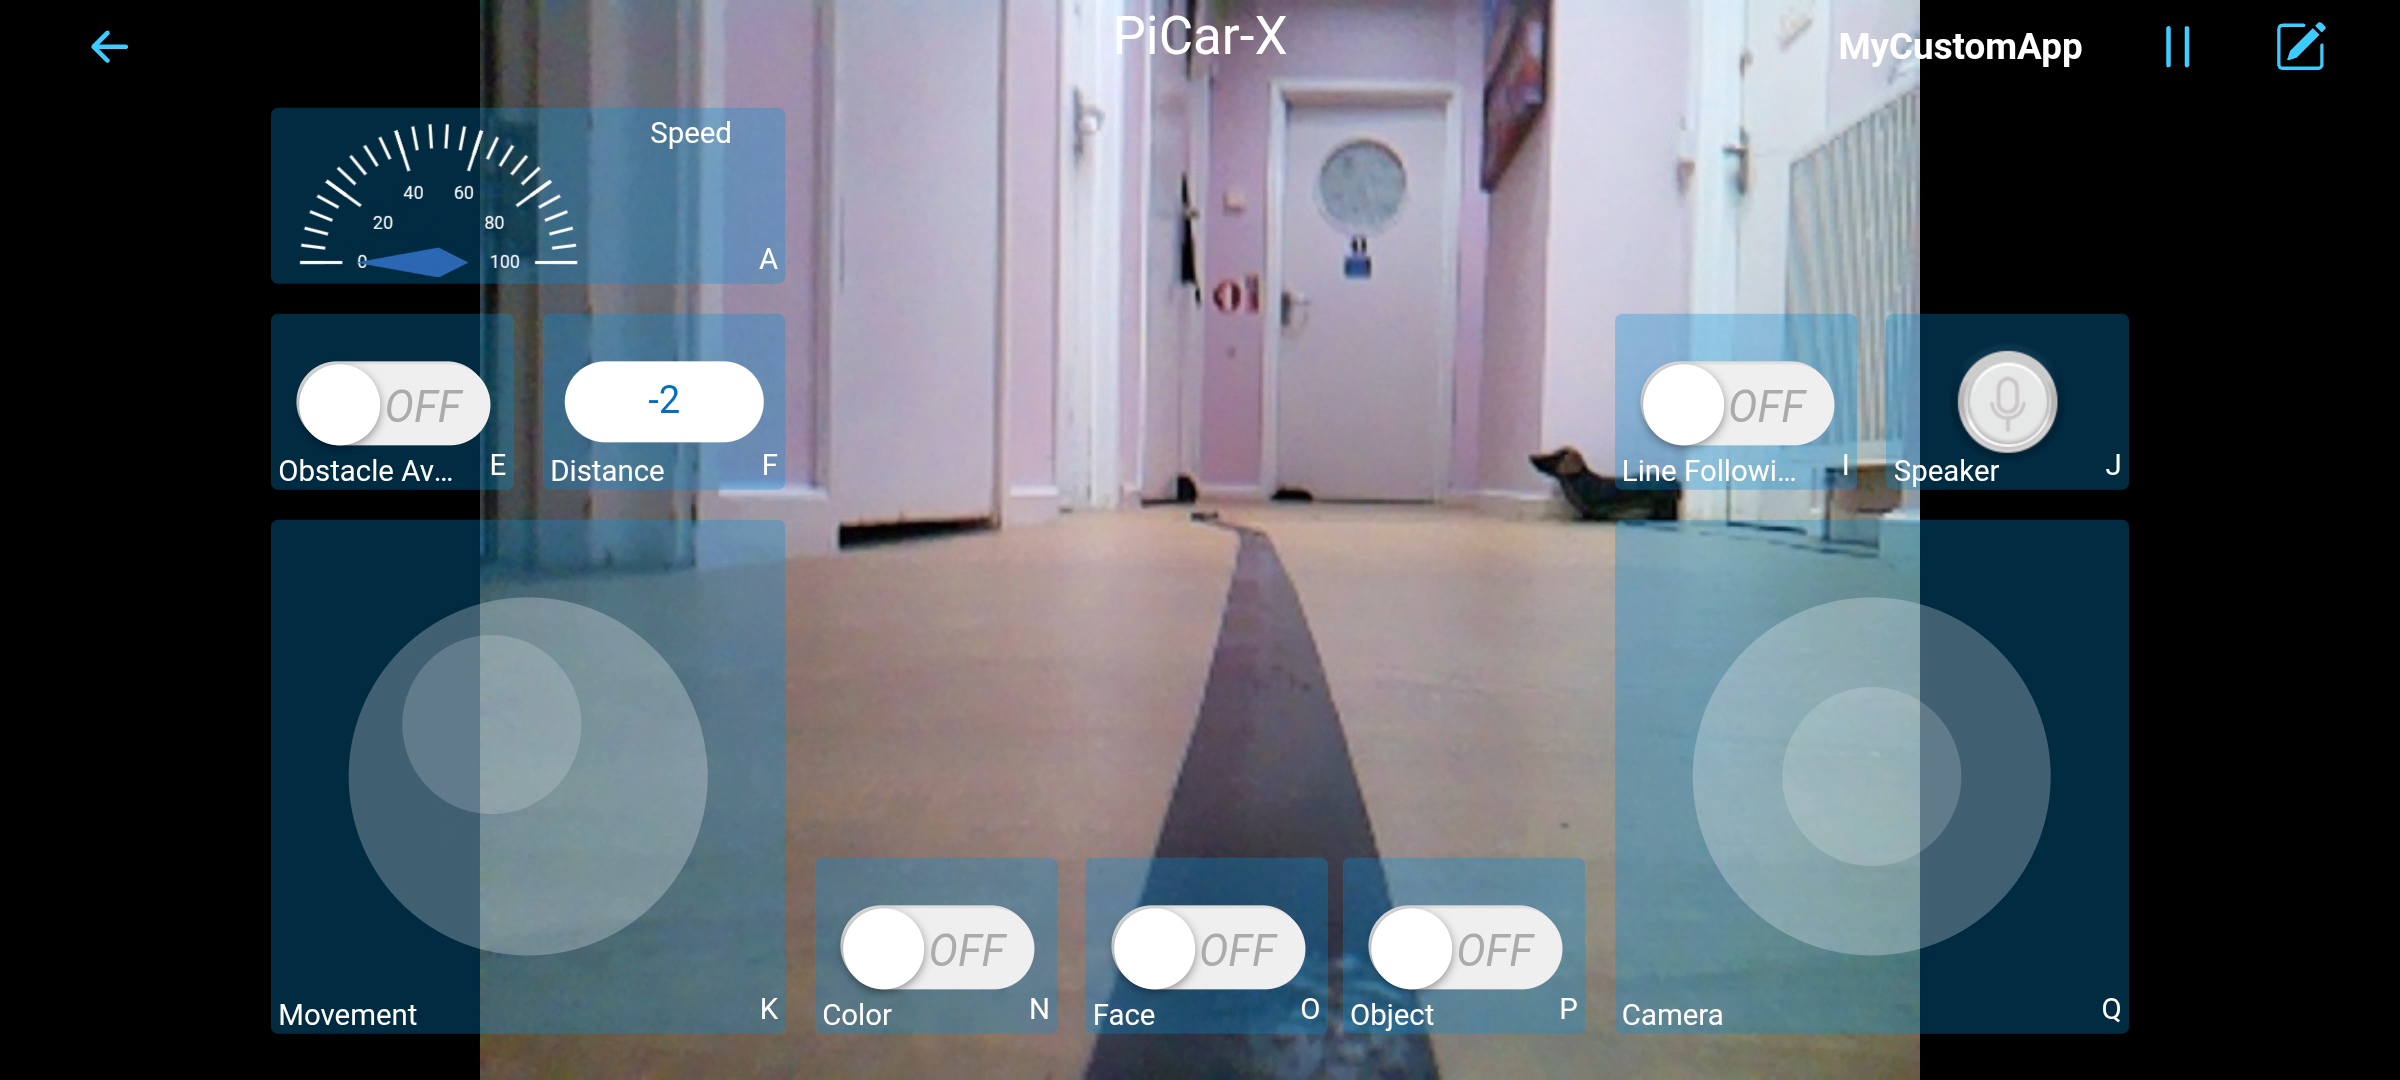 PiCar-X
MyCustomApp
Speed
0
20
40
60
80
100
A
OFF
Obstacle Av...
E
-2
Distance
F
OFF
Line Followi...
I
Speaker
J
Movement
K
OFF
Color
N
OFF
Face
O
OFF
Object
P
Camera
Q